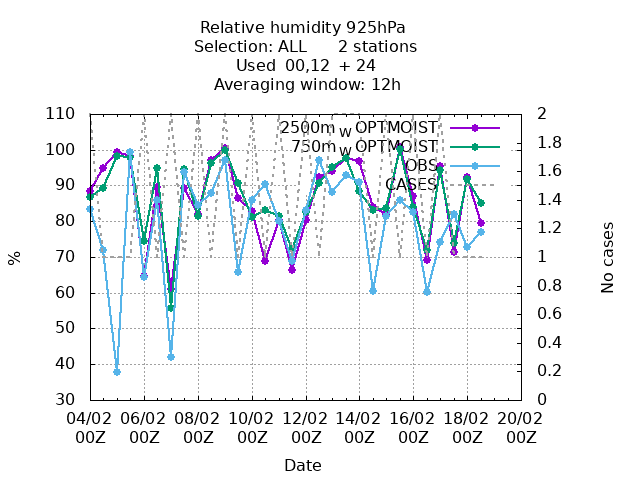 Relative humidity 925hPa
Selection: ALL 2 stations
Used 00,12 + 24
Averaging window: 12h
110 2
2500m w OPTMOIST
100 1.8
750m w OPTMOIST
OBS
90 1.6
CASES
80 1.4
70 1.2
60 1
50 0.8
40 0.6
30 0.4
0.2
0
%
No cases
04/02 06/02 08/02 10/02 12/02 14/02 16/02 18/02 20/02
00Z 00Z 00Z 00Z 00Z 00Z 00Z 00Z 00Z
Date